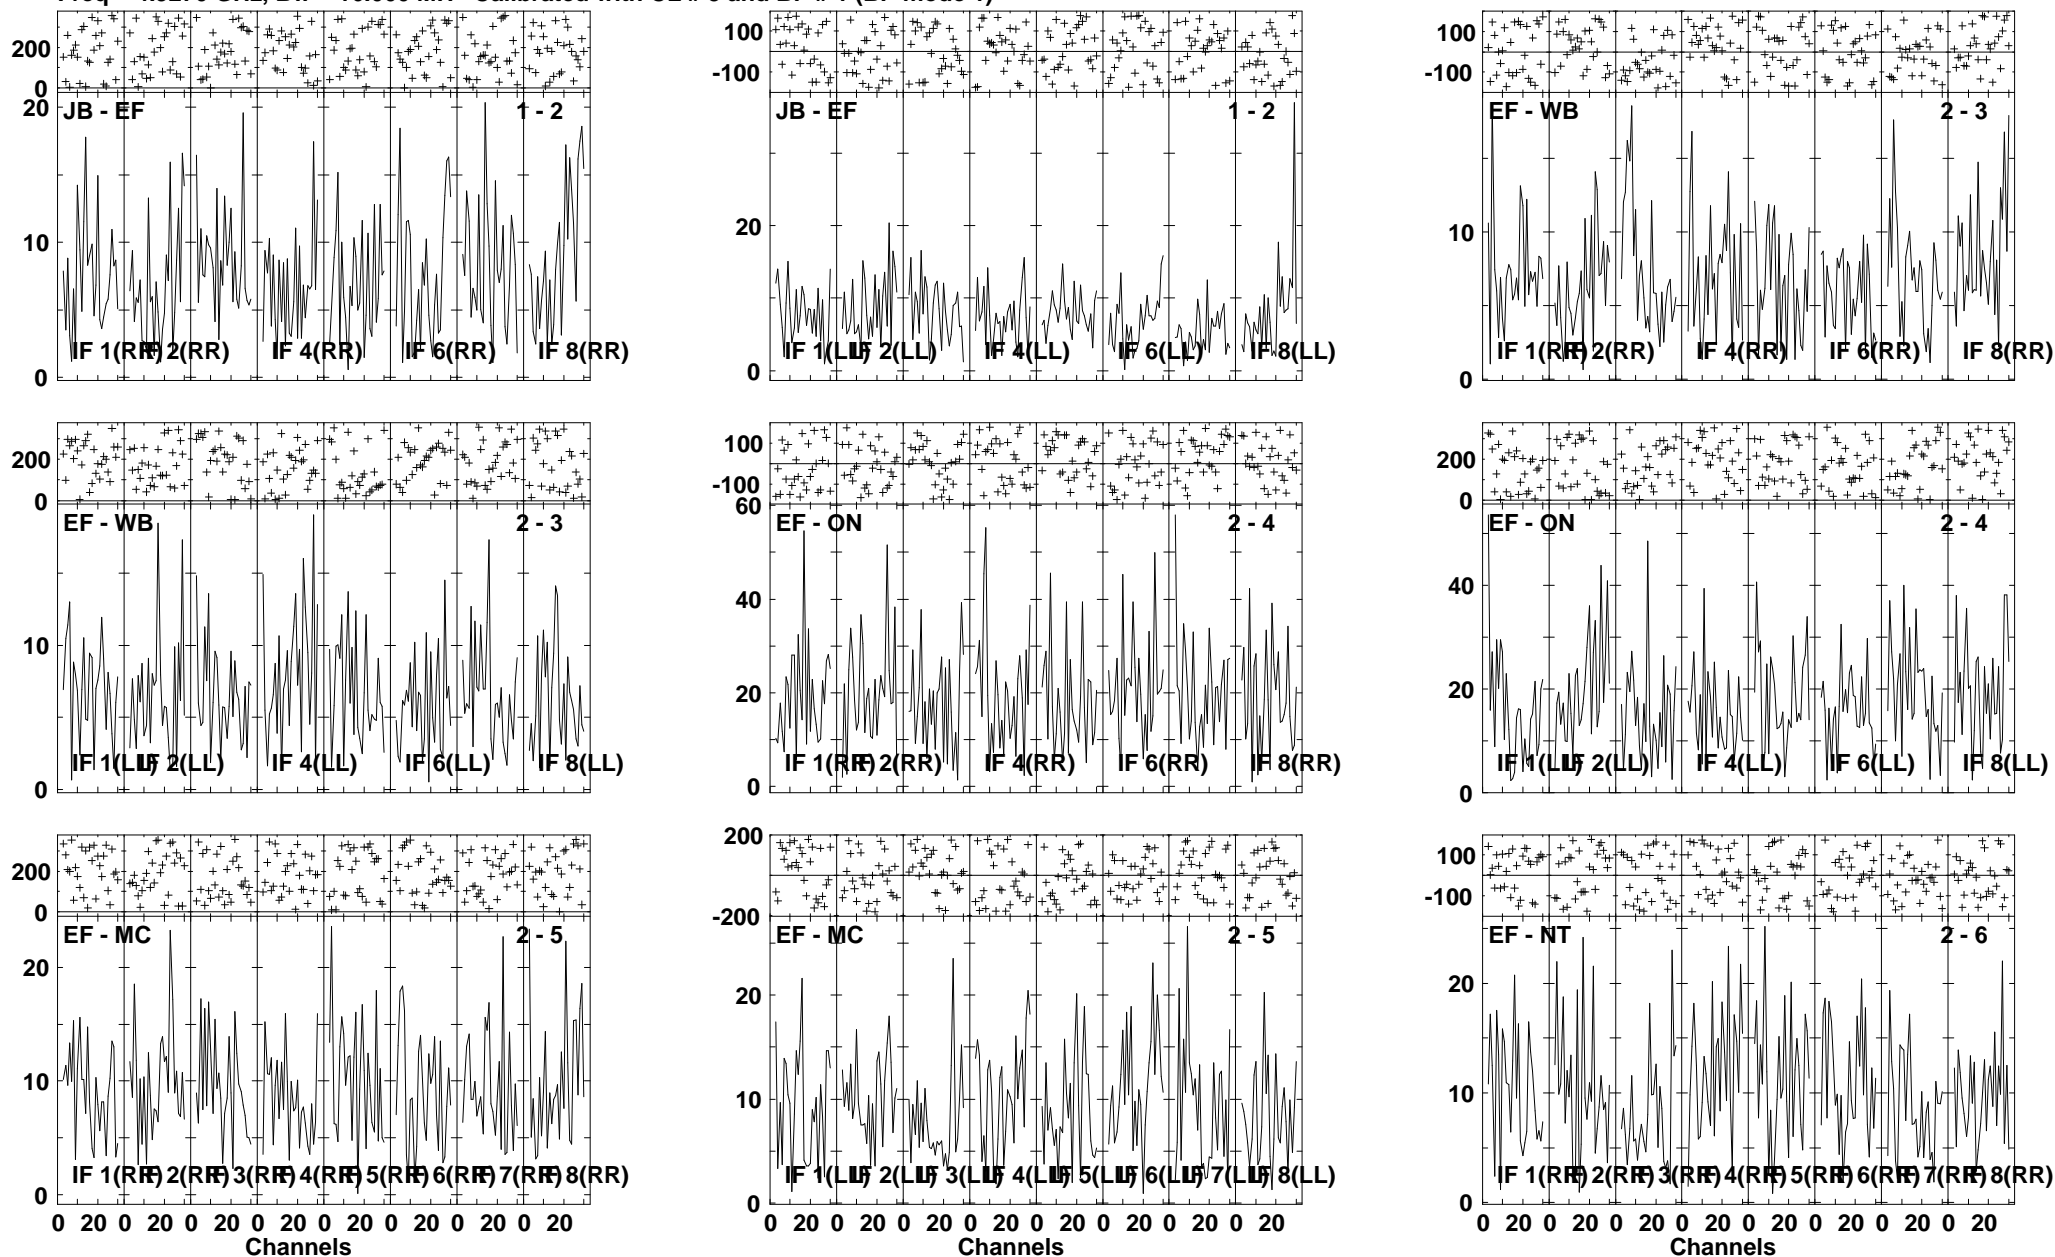 200
0
20
10
0
JB - EF 1 - 2
IF 1(RR) IF 2(RR) IF 4(RR) IF 6(RR) IF 8(RR)
100
-100
20
0
JB - EF 1 - 2
IF 1(LL) IF 2(LL) IF 4(LL) IF 6(LL) IF 8(LL)
100
-100
10
0
EF - WB 2 - 3
IF 1(RR) IF 2(RR) IF 4(RR) IF 6(RR) IF 8(RR)
200
0
10
0
EF - WB 2 - 3
IF 1(LL) IF 2(LL) IF 4(LL) IF 6(LL) IF 8(LL)
100
-100
60
40
20
0
EF - ON 2 - 4
IF 1(RR) IF 2(RR) IF 4(RR) IF 6(RR) IF 8(RR)
200
0
40
20
0
EF - ON 2 - 4
IF 1(LL) IF 2(LL) IF 4(LL) IF 6(LL) IF 8(LL)
200
0
20
10
0
EF - MC 2 - 5
IF 1(RR) IF 2(RR) IF 3(RR) IF 4(RR) IF 5(RR) IF 6(RR) IF 7(RR) IF 8(RR)
0 20 0 20 0 20 0 20 0 20 0 20 0 20 0 20
Channels
200
-200
20
10
0
EF - MC 2 - 5
IF 1(LL) IF 2(LL) IF 3(LL) IF 4(LL) IF 5(LL) IF 6(LL) IF 7(LL) IF 8(LL)
0 20 0 20 0 20 0 20 0 20 0 20 0 20 0 20
Channels
100
-100
20
10
0
EF - NT 2 - 6
IF 1(RR) IF 2(RR) IF 3(RR) IF 4(RR) IF 5(RR) IF 6(RR) IF 7(RR) IF 8(RR)
0 20 0 20 0 20 0 20 0 20 0 20 0 20 0 20
Channels